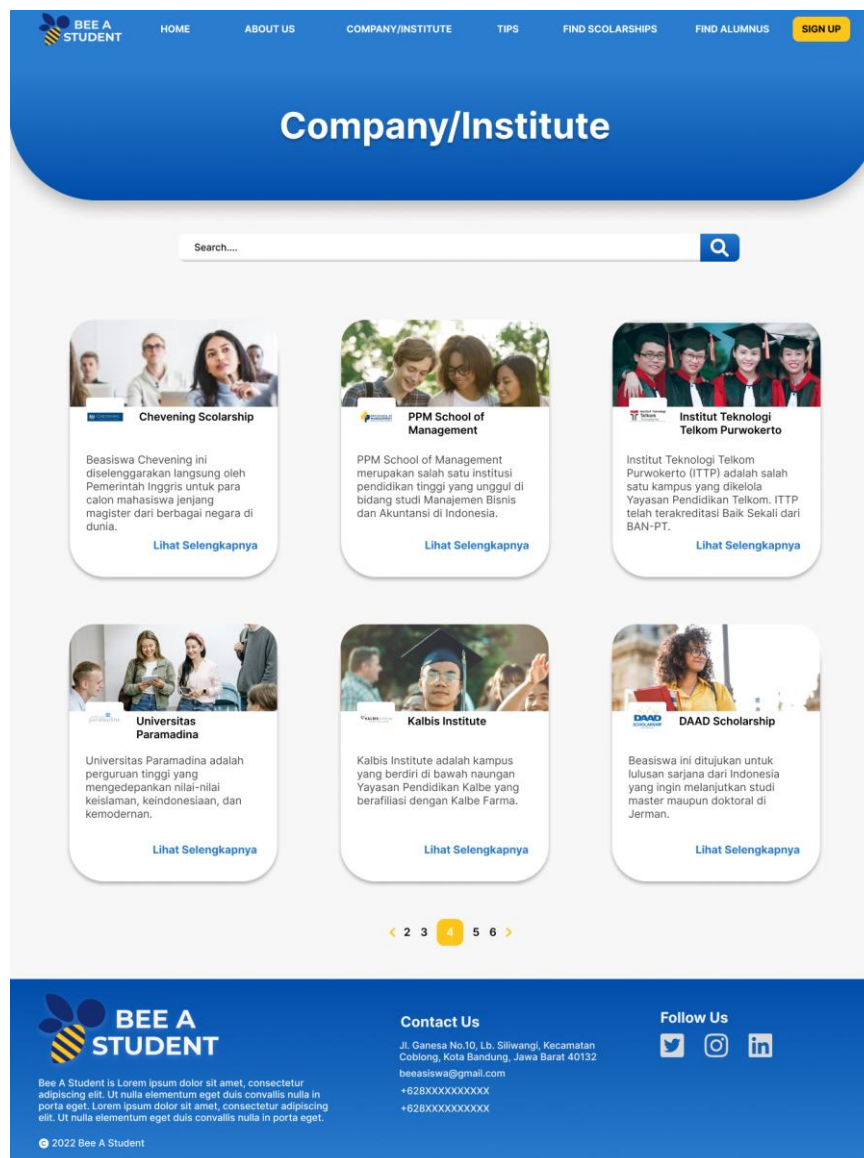 BEE A
STUDENT
HOME
ABOUT US
COMPANY/INSTITUTE
TIPS
FIND SCOLARSHIPS
FIND ALUMNUS
SIGN UP
Company/Institute
Search....
Chevening Scolarship
Beasiswa Chevening ini
diselenggarakan langsung oleh
Pemerintah Inggris untuk para
calon mahasiswa jenjang
magister dari berbagai negara di
dunia.
Lihat Selengkapnya
PPM School of
Management
PPM School of Management
merupakan salah satu institusi
pendidikan tinggi yang unggul di
bidang studi Manajemen Bisnis
dan Akuntansi di Indonesia.
Lihat Selengkapnya
Institut Teknologi
Telkom Purwokerto
Institut Teknologi Telkom
Purwokerto (ITTP) adalah salah
satu kampus yang dikelola
Yayasan Pendidikan Telkom. ITTP
telah terakreditasi Baik Sekali dari
BAN-PT.
Lihat Selengkapnya
paramadina
Universitas
Paramadina
Universitas Paramadina adalah
perguruan tinggi yang
mengedepankan nilai-nilai
keislaman, keindonesiaan, dan
kemodernan.
Lihat Selengkapnya
Kalbis Institute
Kalbis Institute adalah kampus
yang berdiri di bawah naungan
Yayasan Pendidikan Kalbe yang
berafiliasi dengan Kalbe Farma.
Lihat Selengkapnya
DAAD
SCHOLARSHIP
DAAD Scholarship
Beasiswa ini ditujukan untuk
lulusan sarjana dari Indonesia
yang ingin melanjutkan studi
master maupun doktoral di
Jerman.
Lihat Selengkapnya
< 2 3 4 5 6 >
BEE A
STUDENT
Bee A Student is Lorem ipsum dolor sit amet, consectetur
adipiscing elit. Ut nulla elementum eget duis convallis nulla in
porta eget. Lorem ipsum dolor sit amet, consectetur adipiscing
elit. Ut nulla elementum eget duis convallis nulla in porta eget.
© 2022 Bee A Student
Contact Us
Jl. Ganesa No.10, Lb. Siliwangi, Kecamatan
Coblong, Kota Bandung, Jawa Barat 40132
beeasiswa@gmail.com
+628XXXXXXXXXX
+628XXXXXXXXXX
Follow Us
in